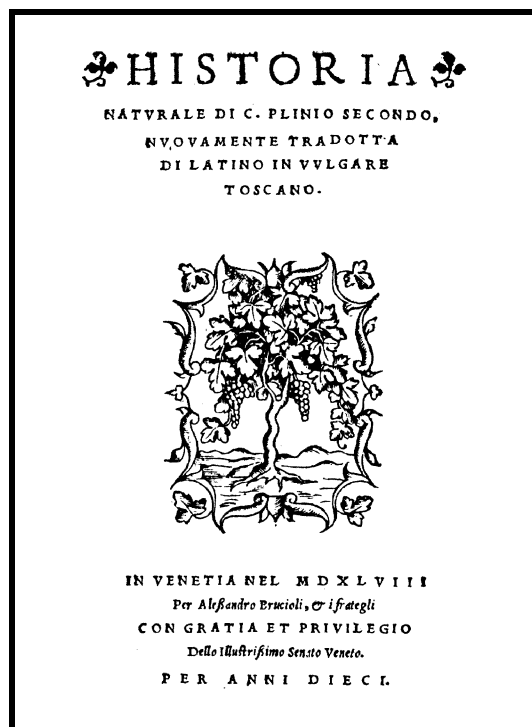 HISTORIA
NATVRALE DI C. PLINIO SECONDO,
NVOVAMENTE TRADOTTA
DI LATINO IN VVLGARE
TOSCANO.
IN VENETIA NEL MDXLVIII
Per Aleßandro Brucioli, & i frategli
CON GRATIA ET PRIVILEGIO
Dello Illuſtrißimo Senato Veneto.
PER ANNI DIECI.